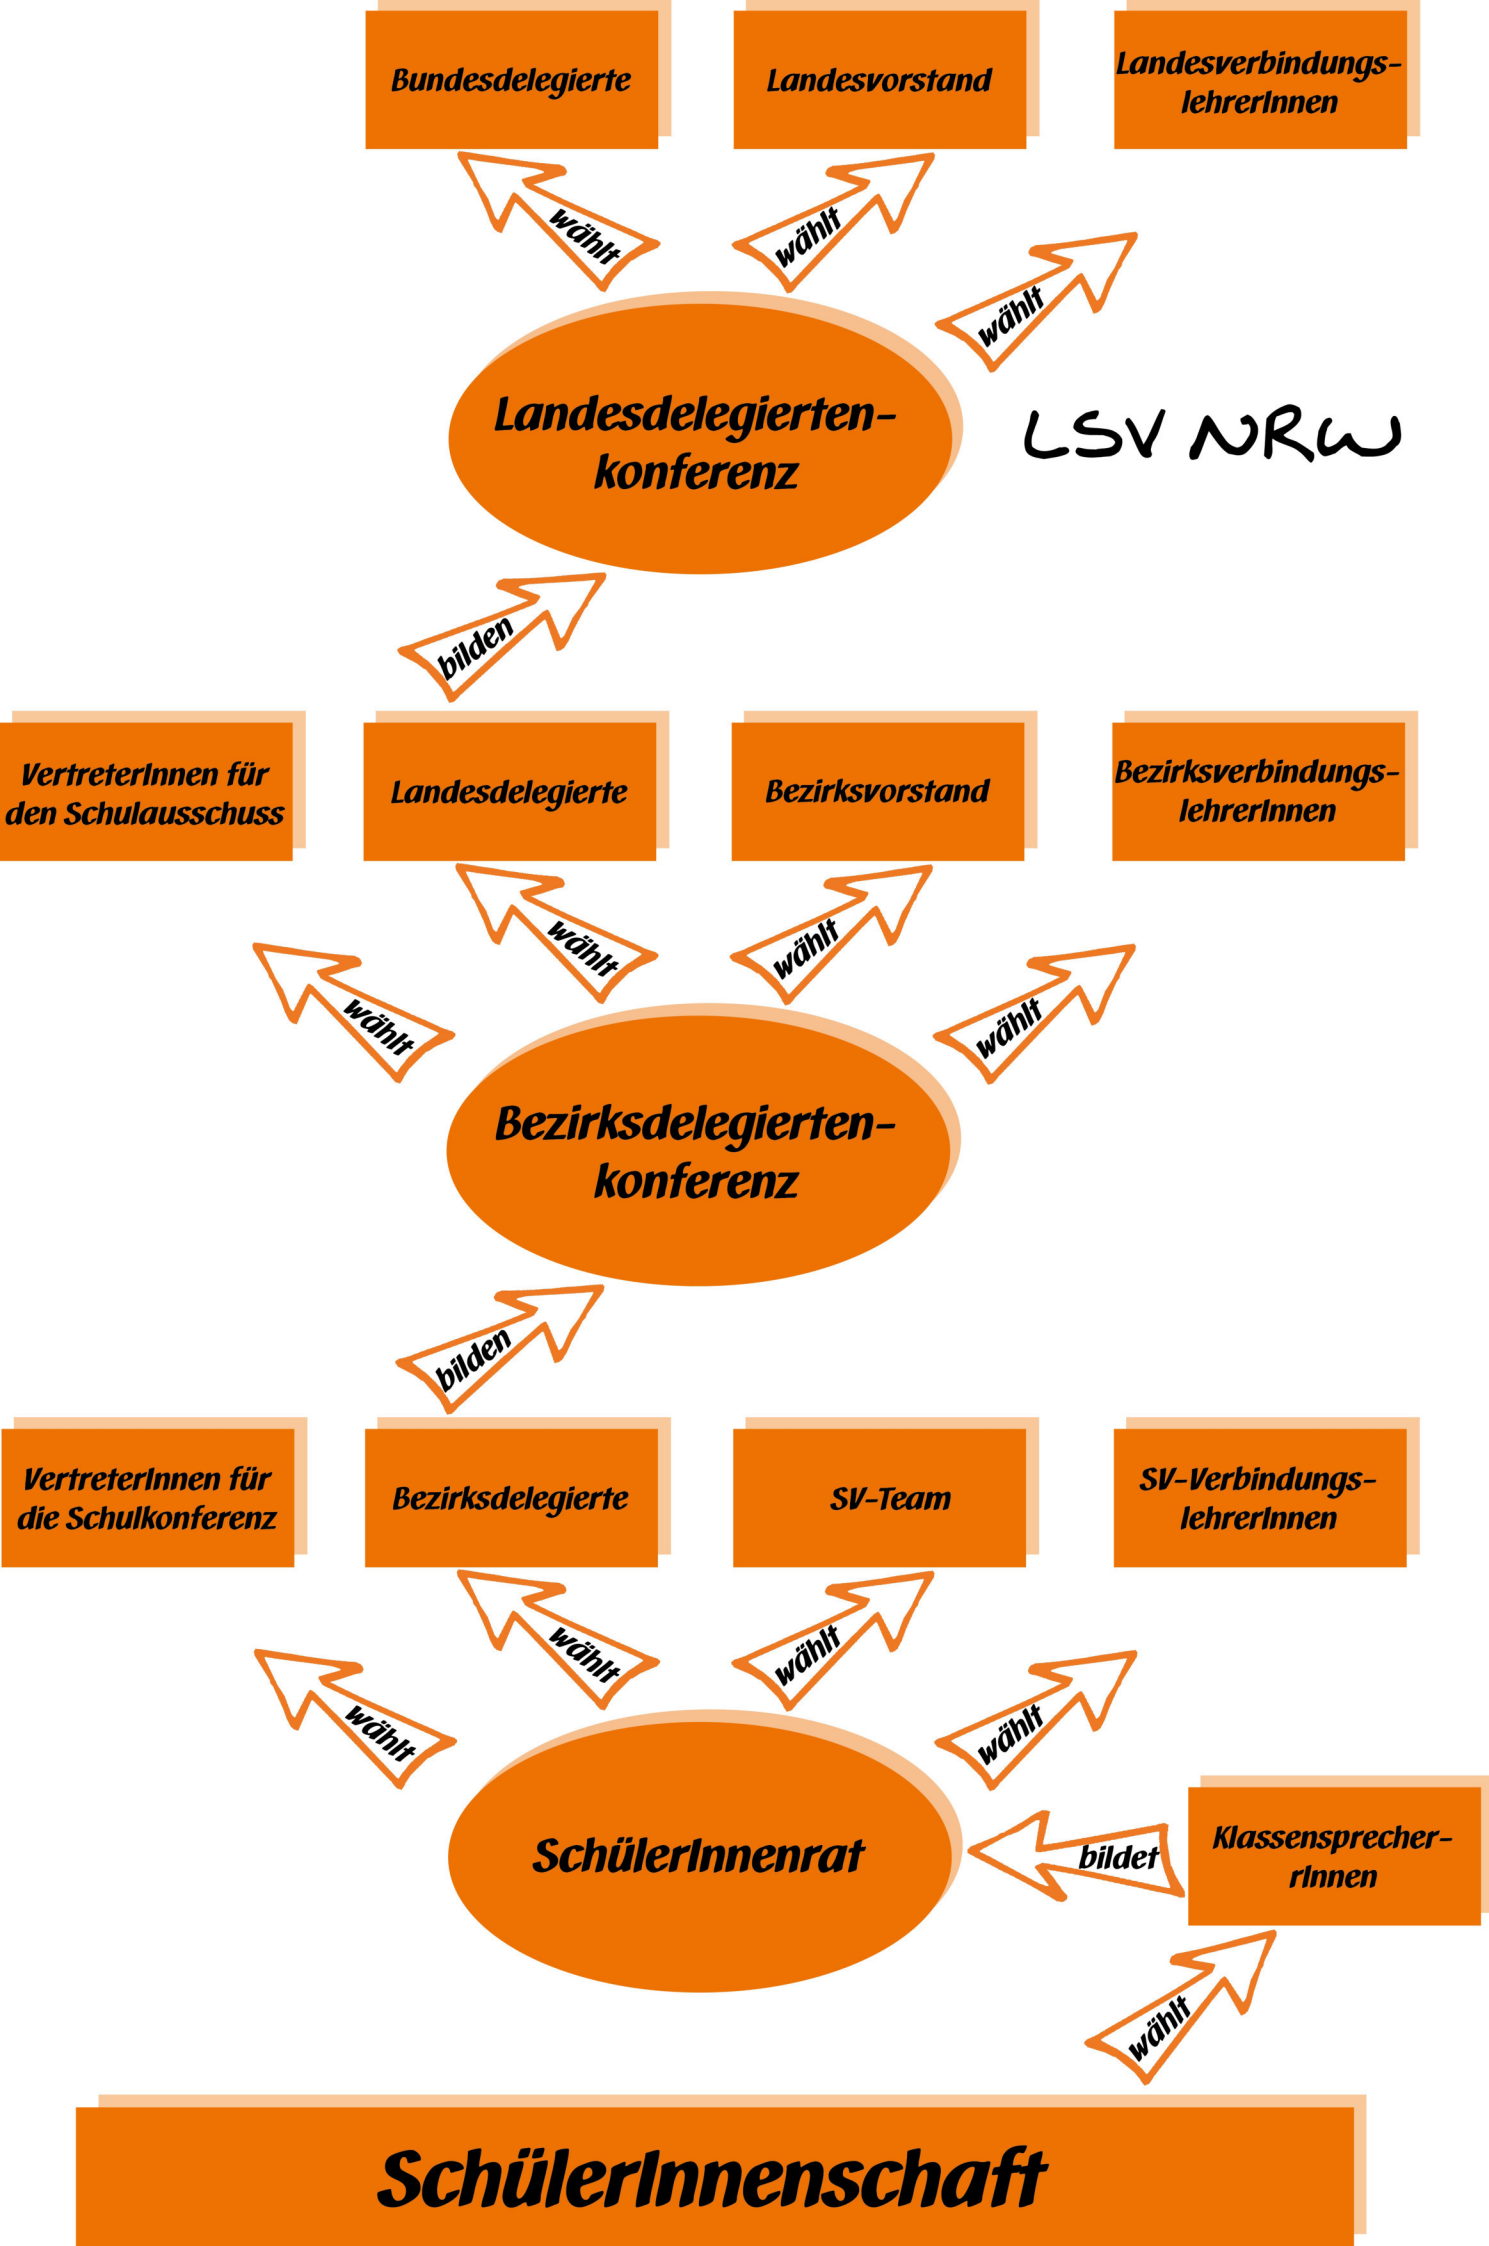 Bundesdelegierte
Landesvorstand
Landesverbindungs-
lehrerInnen
wählt
wählt
wählt
Landesdelegierten-
konferenz
LSV NRW
bilden
VertreterInnen für
den Schulausschuss
Landesdelegierte
Bezirksvorstand
Bezirksverbindungs-
lehrerInnen
wählt
wählt
wählt
wählt
Bezirksdelegierten-
konferenz
bilden
VertreterInnen für
die Schulkonferenz
Bezirksdelegierte
SV-Team
SV-Verbindungs-
lehrerInnen
wählt
wählt
wählt
wählt
SchülerInnenrat
bildet
Klassensprecher-
rInnen
wählt
SchülerInnenschaft